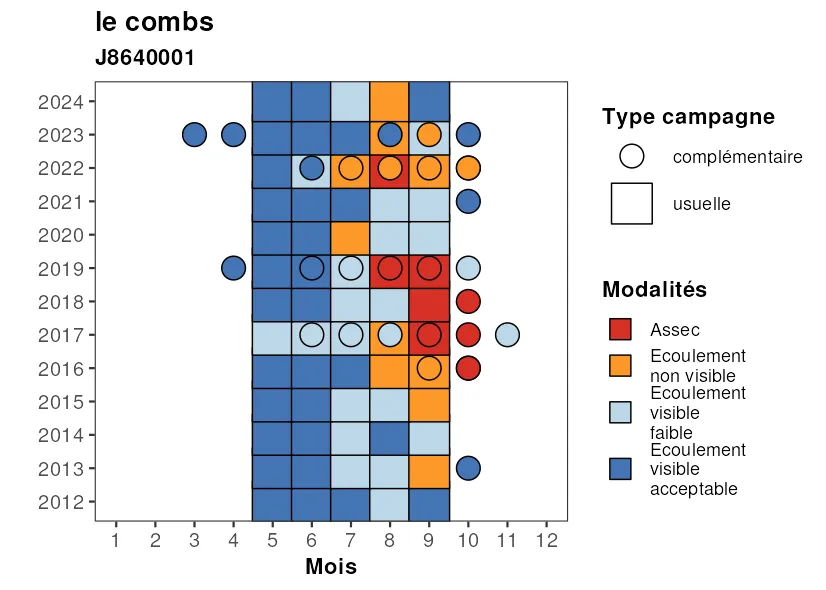 le combs
J8640001
2024
2023
2022
2021
2020
2019
2018
2017
2016
2015
2014
2013
2012
1 2 3 4 5 6 7 8 9 10 11 12
Mois
Type campagne
complémentaire
usuelle
Modalités
Assec
Ecoulement
non visible
Ecoulement
visible
faible
Ecoulement
visible
acceptable